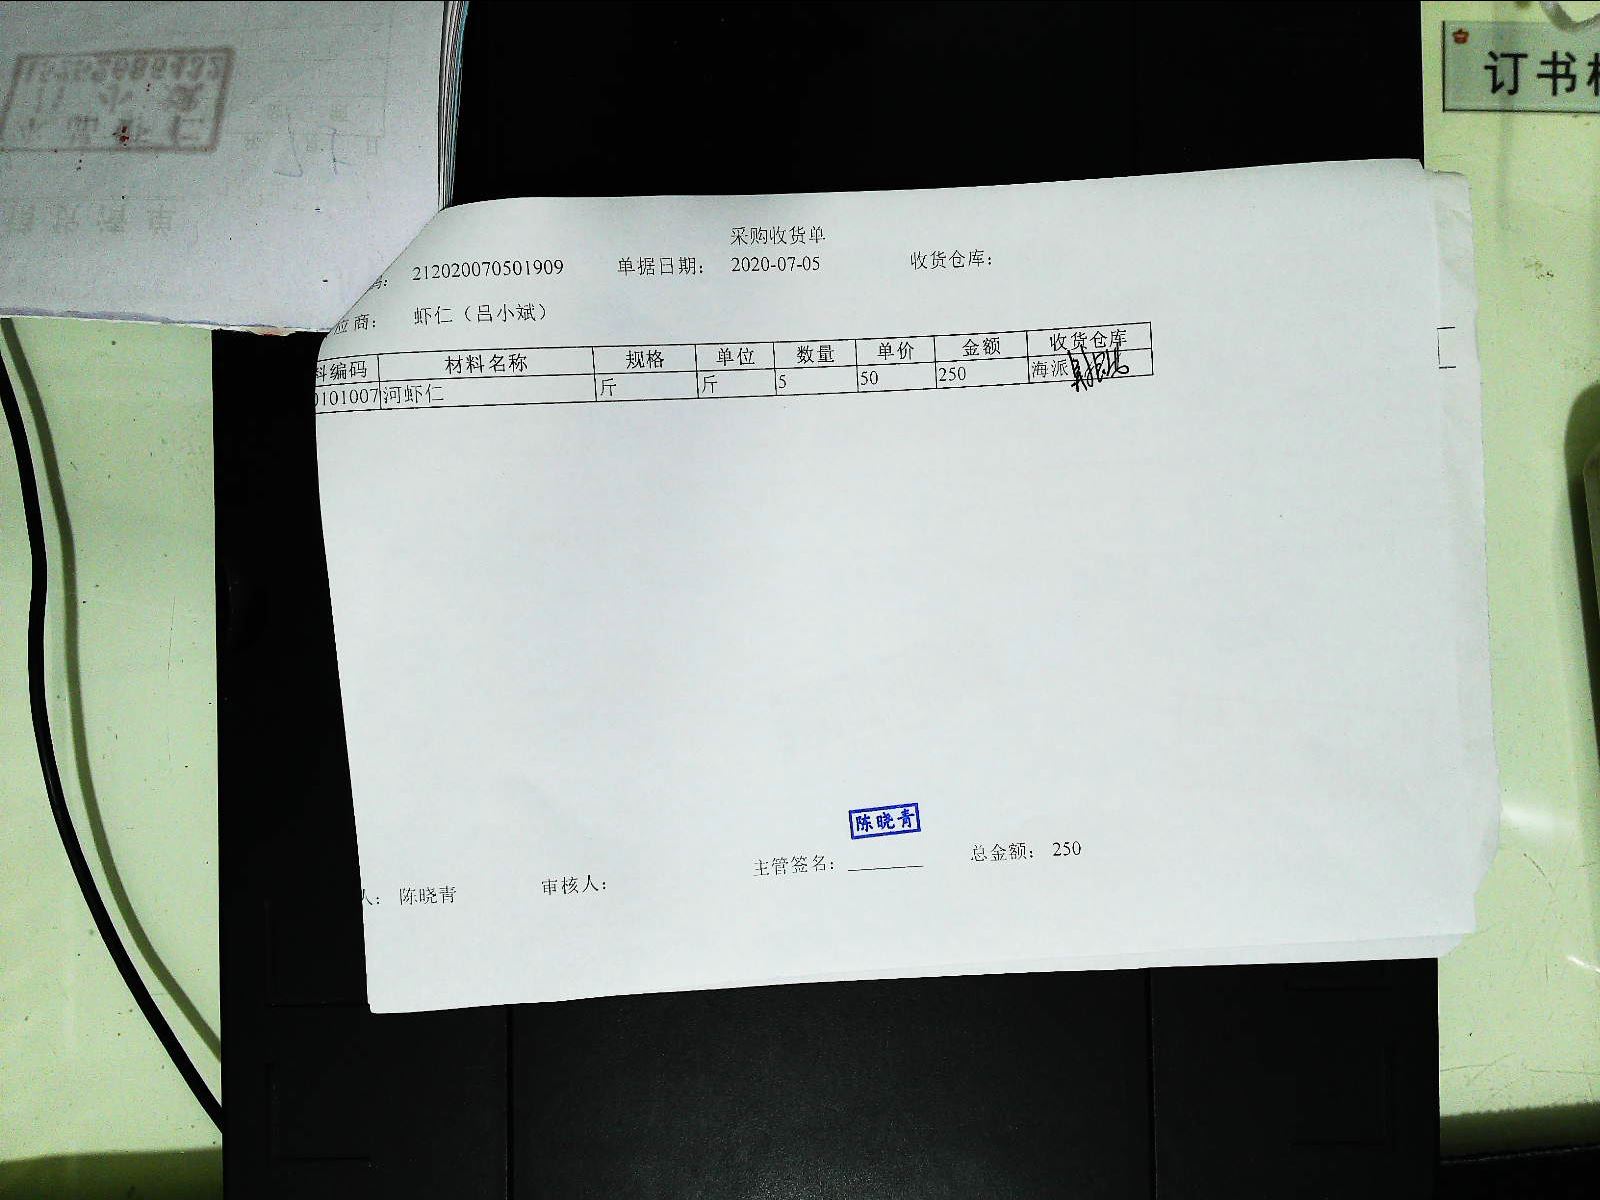 订书
采购收货单
码: 212020070501909 单据日期: 2020-07-05 收货仓库:
应商: 虾仁（吕小斌）
料编码 材料名称 规格 单位 数量 单价 金额 收货仓库
0101007 河虾仁 斤 斤 5 50 250 海派
陈晓青
主管签名: 总金额: 250
人: 陈晓青 审核人: